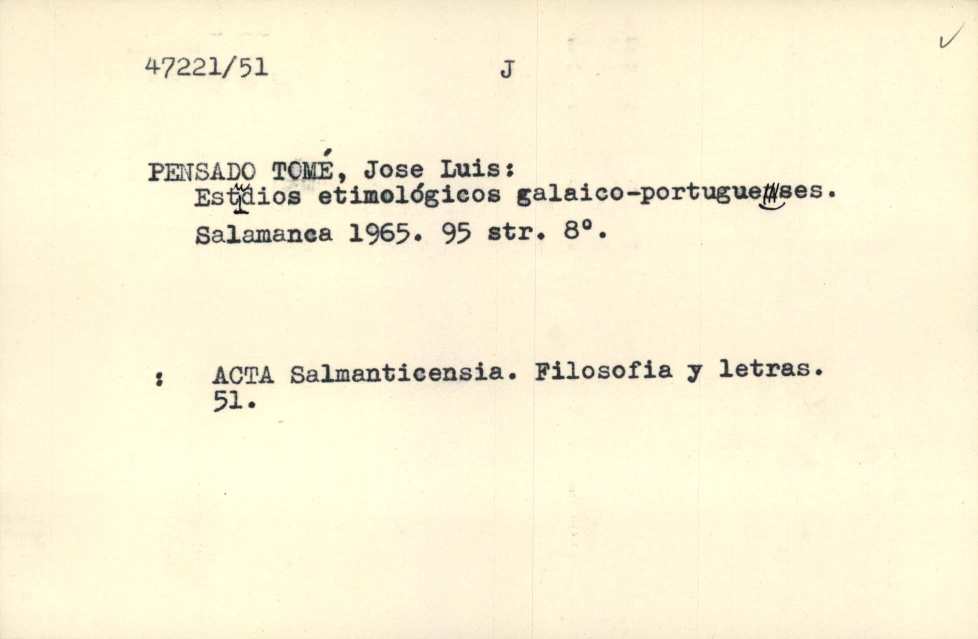 47221/51 J
PENSADO TOMÉ, Jose Luis:
Estudios etimológicos galaico-portugueses.
Salamanca 1965. 95 str. 8°.
: ACTA Salmanticensia. Filosofia y letras.
51.